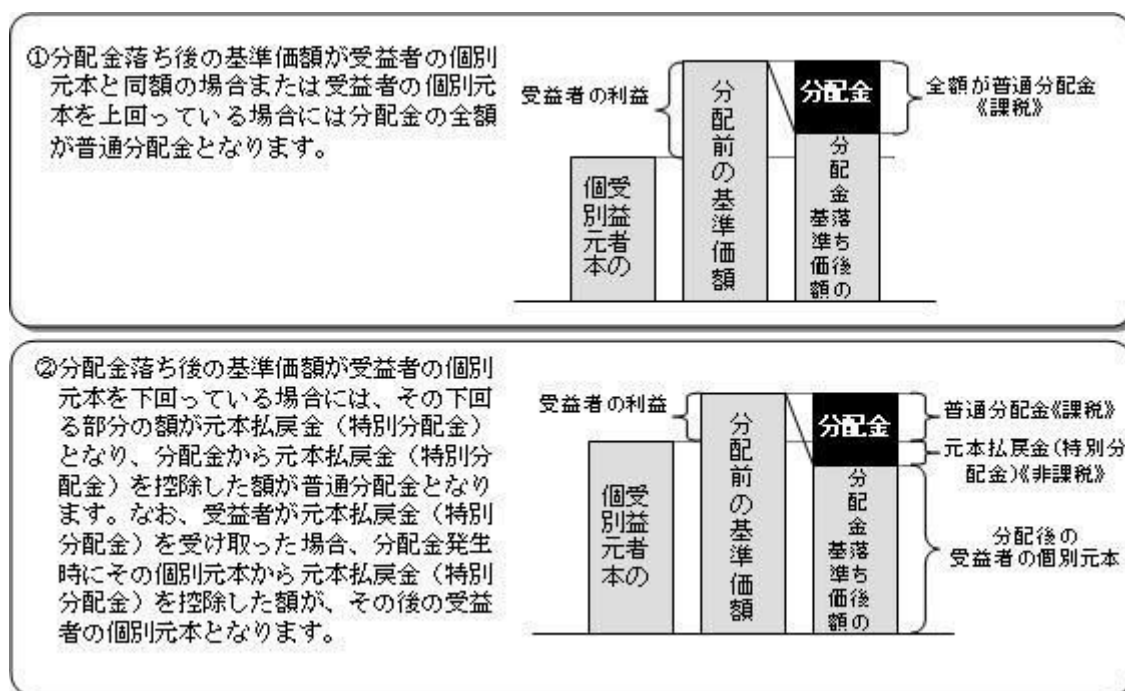 ①分配金落ち後の基準価額が受益者の個別
元本と同額の場合または受益者の個別元
本を上回っている場合には分配金の全額
が普通分配金となります。
受益者の利益
受益者の
個別元本
分配前の基準価額
分配金
分配金落ち後の
基準価額
全額が普通分配金
《課税》
②分配金落ち後の基準価額が受益者の個別
元本を下回っている場合には、その下回
る部分の額が元本払戻金（特別分配金）
となり、分配金から元本払戻金（特別分
配金）を控除した額が普通分配金となり
ます。なお、受益者が元本払戻金（特別
分配金）を受け取った場合、分配金発生
時にその個別元本から元本払戻金（特別
分配金）を控除した額が、その後の受益
者の個別元本となります。
受益者の利益
受益者の
個別元本
分配前の基準価額
分配金
分配金落ち後の
基準価額
普通分配金《課税》
元本払戻金(特別分
配金)《非課税》
分配後の
受益者の個別元本